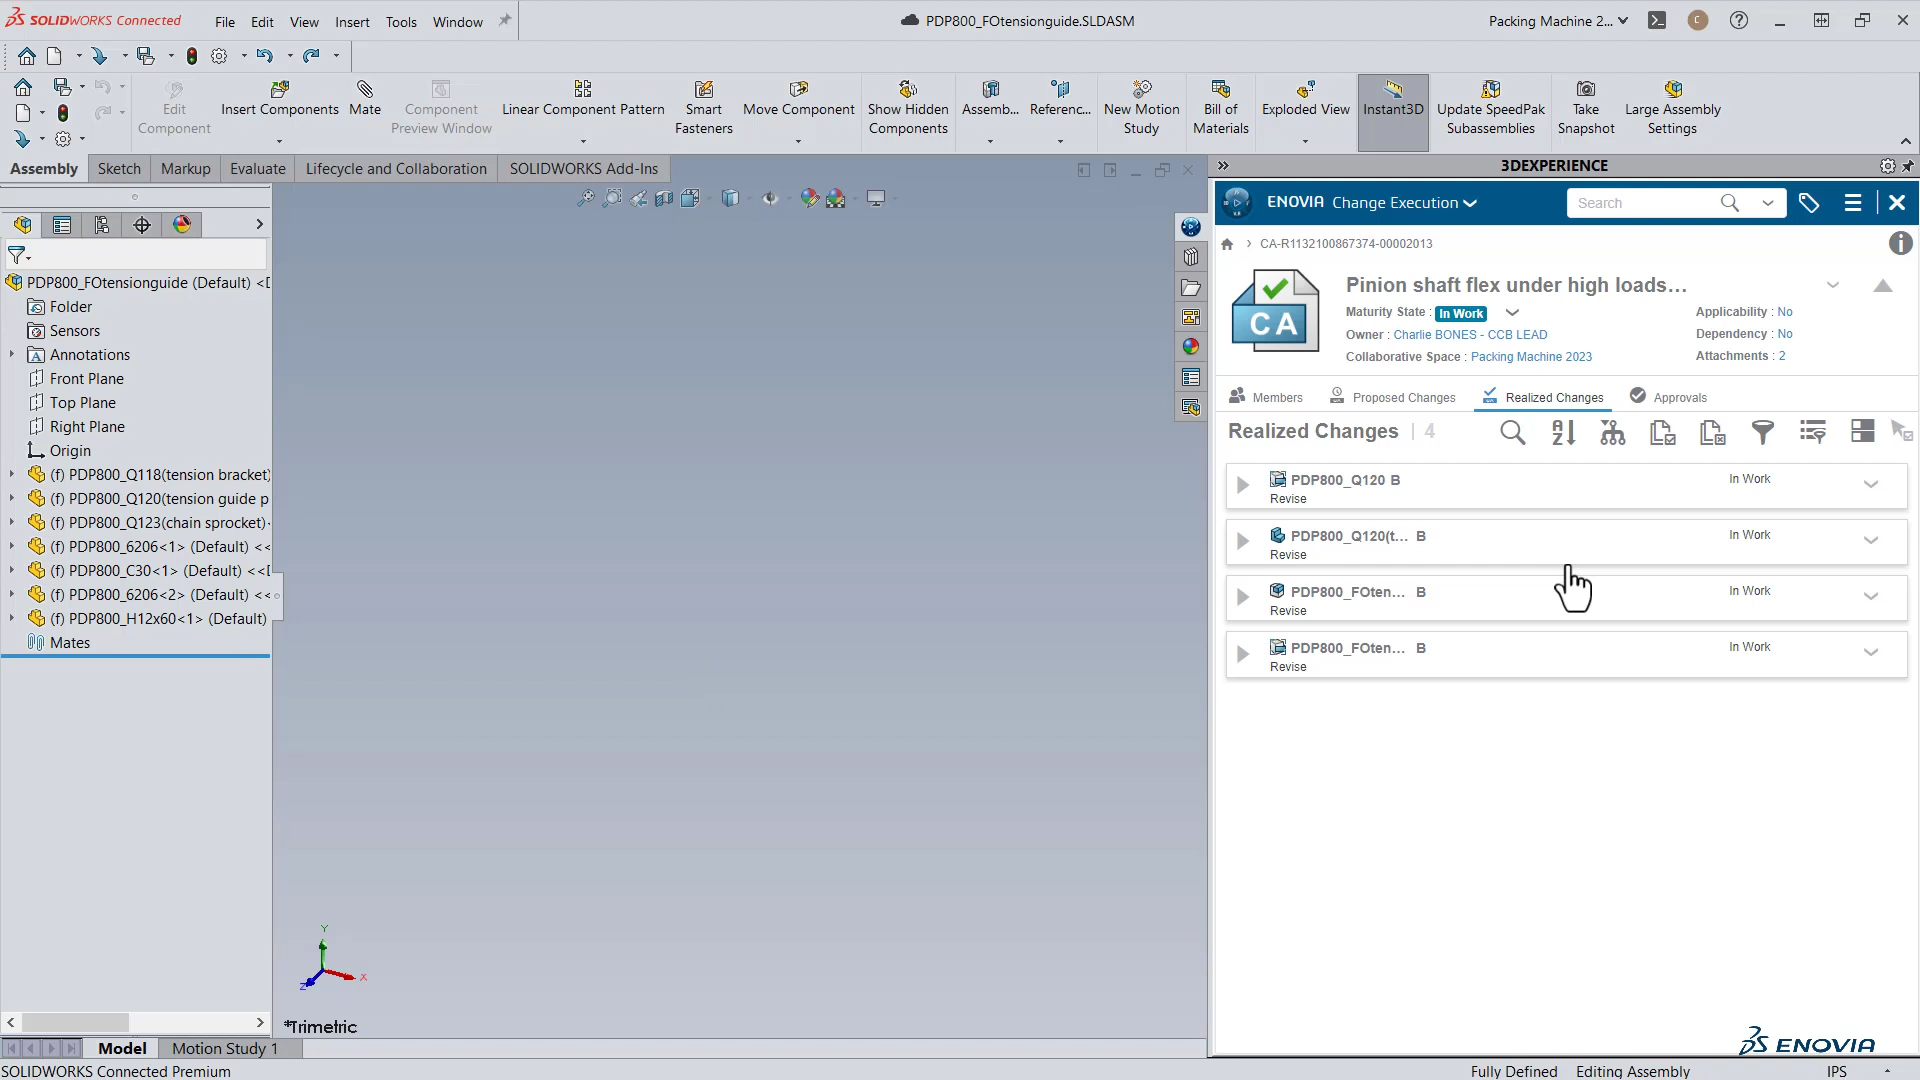 SOLIDWORKS Connected
File Edit View Insert Tools Window
PDP800_FOtensionguide.SLDASM
Packing Machine 2...
C
Edit Component
Insert Components
Mate
Component Preview Window
Linear Component Pattern
Smart Fasteners
Move Component
Show Hidden Components
Assemb...
Referenc...
New Motion Study
Bill of Materials
Exploded View
Instant3D
Update SpeedPak Subassemblies
Take Snapshot
Large Assembly Settings
Assembly Sketch Markup Evaluate Lifecycle and Collaboration SOLIDWORKS Add-Ins
PDP800_FOtensionguide (Default) <
Folder
Sensors
Annotations
Front Plane
Top Plane
Right Plane
Origin
(f) PDP800_Q118(tension bracket)
(f) PDP800_Q120(tension guide p
(f) PDP800_Q123(chain sprocket)
(f) PDP800_6206<1> (Default) <<
(f) PDP800_C30<1> (Default) <<
(f) PDP800_6206<2> (Default) <<
(f) PDP800_H12x60<1> (Default)
Mates
Y
X
Z
*Trimetric
Model Motion Study 1
3DEXPERIENCE
ENOVIA Change Execution
Search
CA-R1132100867374-00002013
CA
Pinion shaft flex under high loads...
Maturity State : In Work
Owner : Charlie BONES - CCB LEAD
Collaborative Space : Packing Machine 2023
Applicability : No
Dependency : No
Attachments : 2
Members Proposed Changes Realized Changes Approvals
Realized Changes | 4
PDP800_Q120 B
Revise
In Work
PDP800_Q120(t... B
Revise
In Work
PDP800_FOten... B
Revise
In Work
PDP800_FOten... B
Revise
In Work
ENOVIA
SOLIDWORKS Connected Premium
Fully Defined Editing Assembly IPS